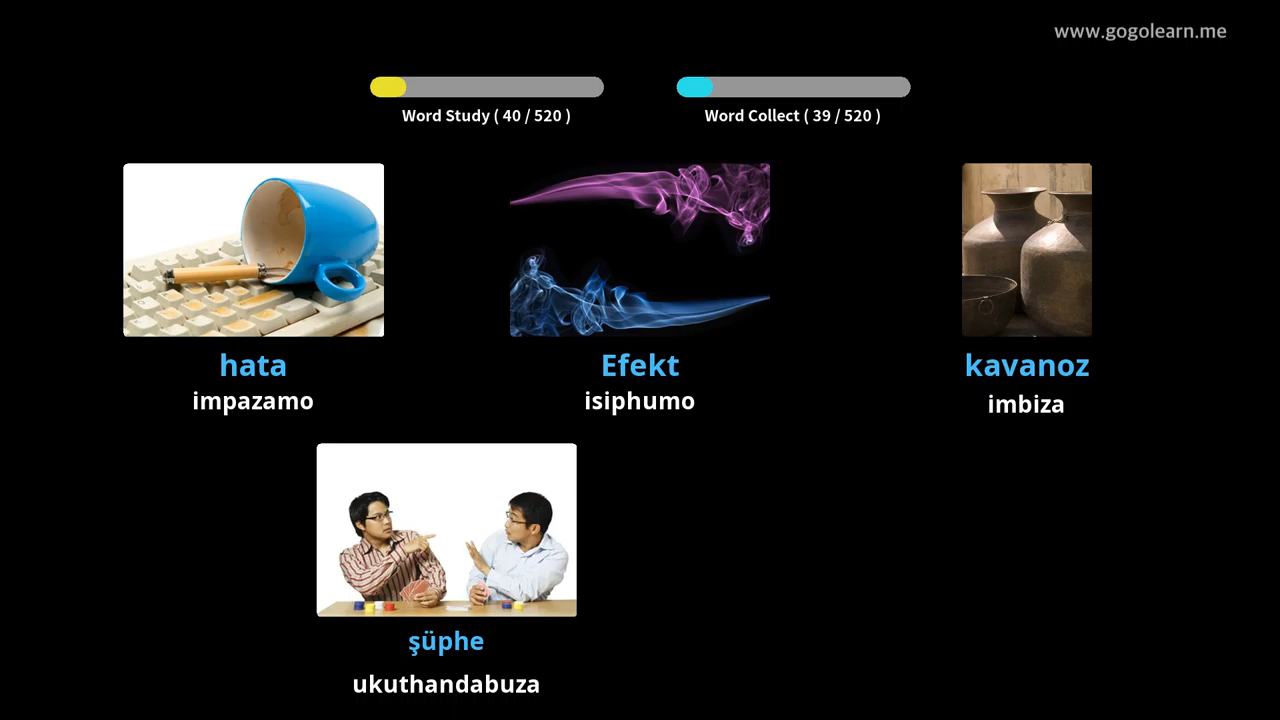 www.gogolearn.me
Word Study ( 40 / 520 )
Word Collect ( 39 / 520 )
hata
impazamo
Efekt
isiphumo
kavanoz
imbiza
şüphe
ukuthandabuza